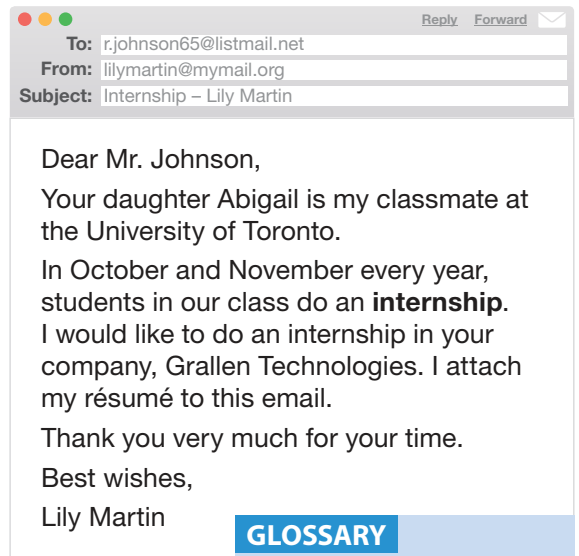 Reply Forward
To: r.johnson65@listmail.net
From: lilymartin@mymail.org
Subject: Internship – Lily Martin
Dear Mr. Johnson,
Your daughter Abigail is my classmate at
the University of Toronto.
In October and November every year,
students in our class do an internship.
I would like to do an internship in your
company, Grallen Technologies. I attach
my résumé to this email.
Thank you very much for your time.
Best wishes,
Lily Martin
GLOSSARY